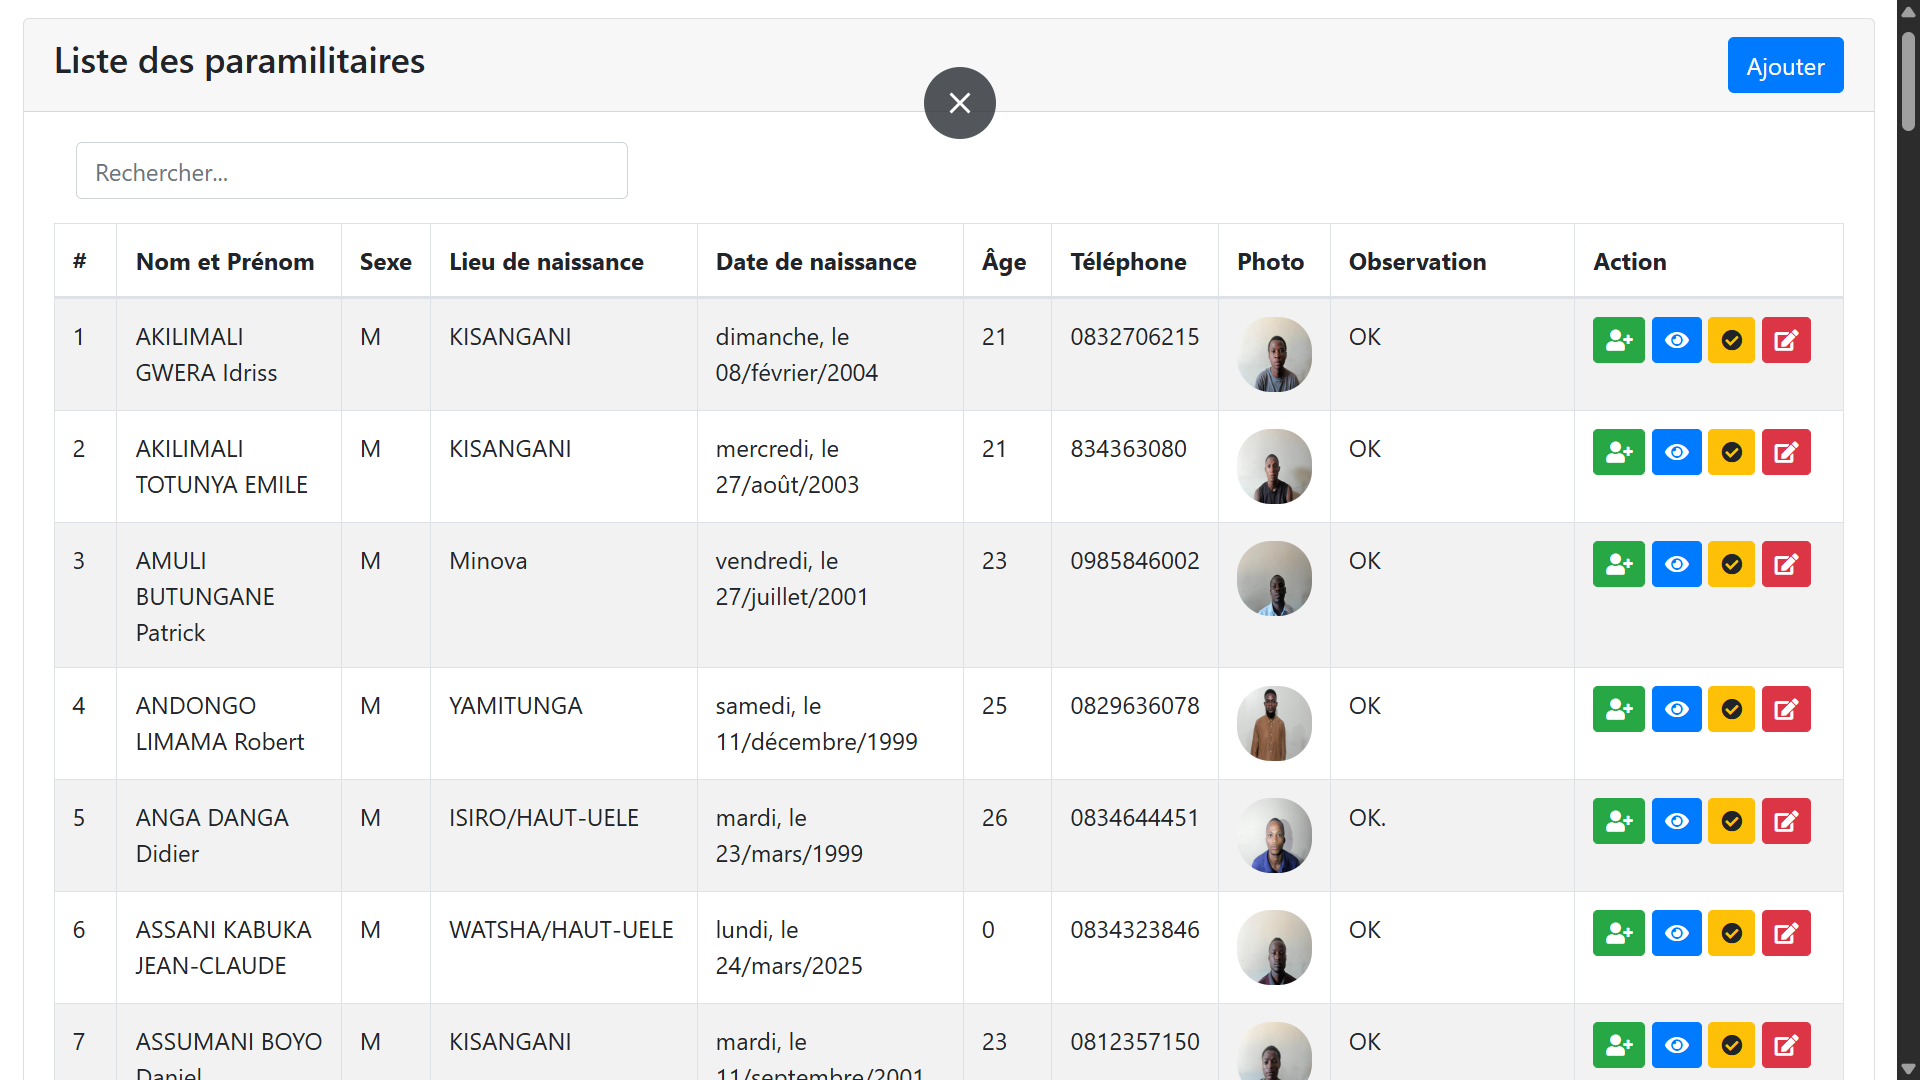 Liste des paramilitaires
Ajouter
Rechercher...
# Nom et Prénom Sexe Lieu de naissance Date de naissance Âge Téléphone Photo Observation Action
1 AKILIMALI M KISANGANI dimanche, le 21 0832706215 OK
GWERA Idriss 08/février/2004
2 AKILIMALI M KISANGANI mercredi, le 21 834363080 OK
TOTUNYA EMILE 27/août/2003
3 AMULI M Minova vendredi, le 23 0985846002 OK
BUTUNGANE 27/juillet/2001
Patrick
4 ANDONGO M YAMITUNGA samedi, le 25 0829636078 OK
LIMAMA Robert 11/décembre/1999
5 ANGA DANGA M ISIRO/HAUT-UELE mardi, le 26 0834644451 OK.
Didier 23/mars/1999
6 ASSANI KABUKA M WATSHA/HAUT-UELE lundi, le 0 0834323846 OK
JEAN-CLAUDE 24/mars/2025
7 ASSUMANI BOYO M KISANGANI mardi, le 23 0812357150 OK
Daniel 11/septembre/2001